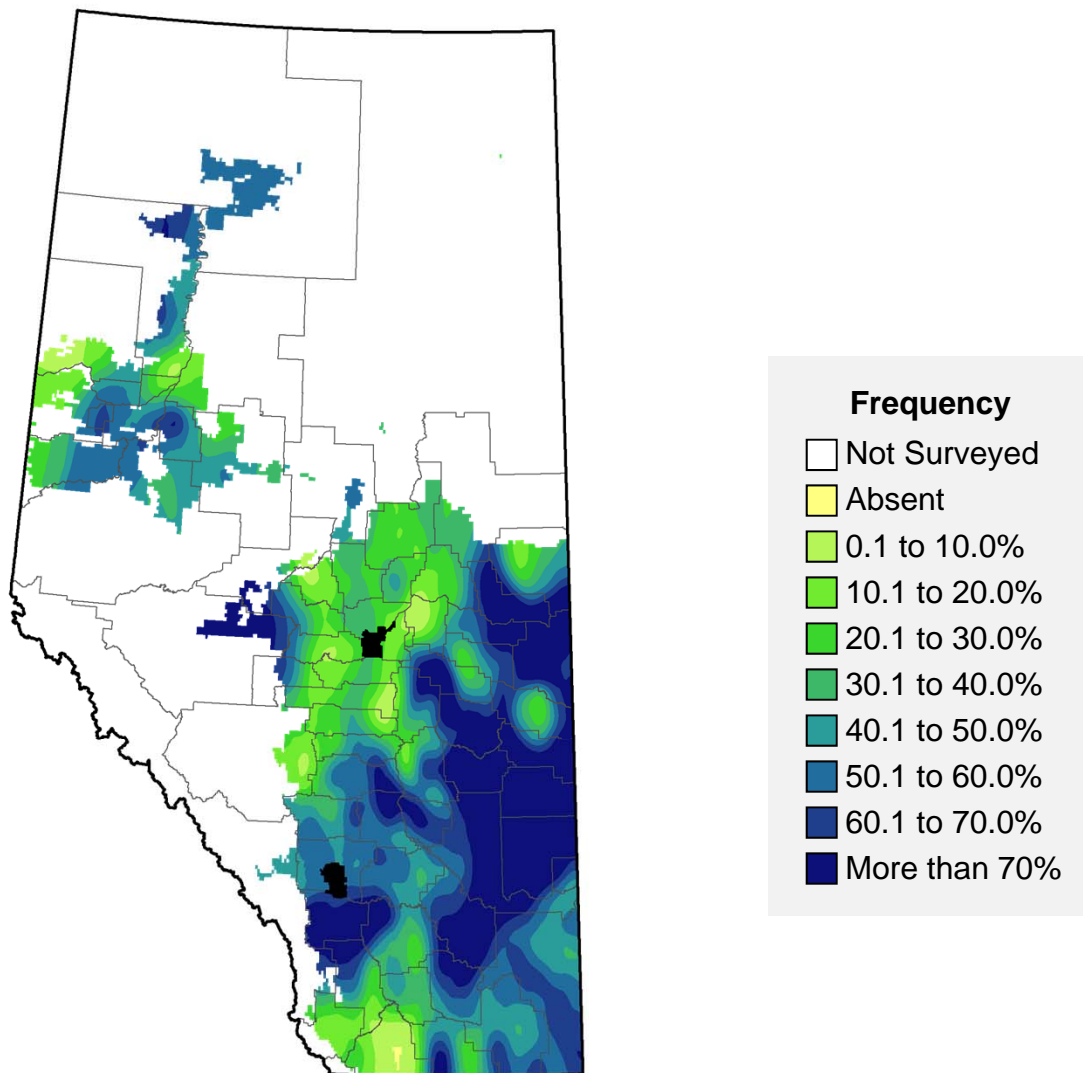 Frequency
Not Surveyed
Absent
0.1 to 10.0%
10.1 to 20.0%
20.1 to 30.0%
30.1 to 40.0%
40.1 to 50.0%
50.1 to 60.0%
60.1 to 70.0%
More than 70%